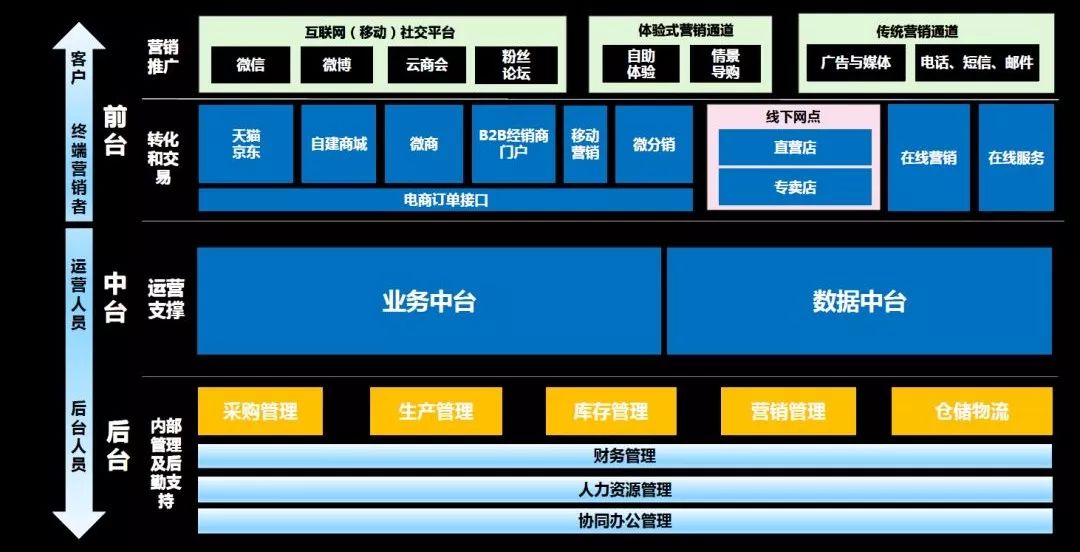 客户
终端营销者
运营人员
后台人员
前台
营销
推广
互联网（移动）社交平台
微信
微博
云商会
粉丝
论坛
体验式营销通道
自助
体验
情景
导购
传统营销通道
广告与媒体
电话、短信、邮件
转化
和交
易
天猫
京东
自建商城
微商
B2B经销商
门户
移动
营销
微分销
电商订单接口
线下网点
直营店
专卖店
在线营销
在线服务
中台
运营
支撑
业务中台
数据中台
后台
内部
管理
及后
勤支
持
采购管理
生产管理
库存管理
营销管理
仓储物流
财务管理
人力资源管理
协同办公管理